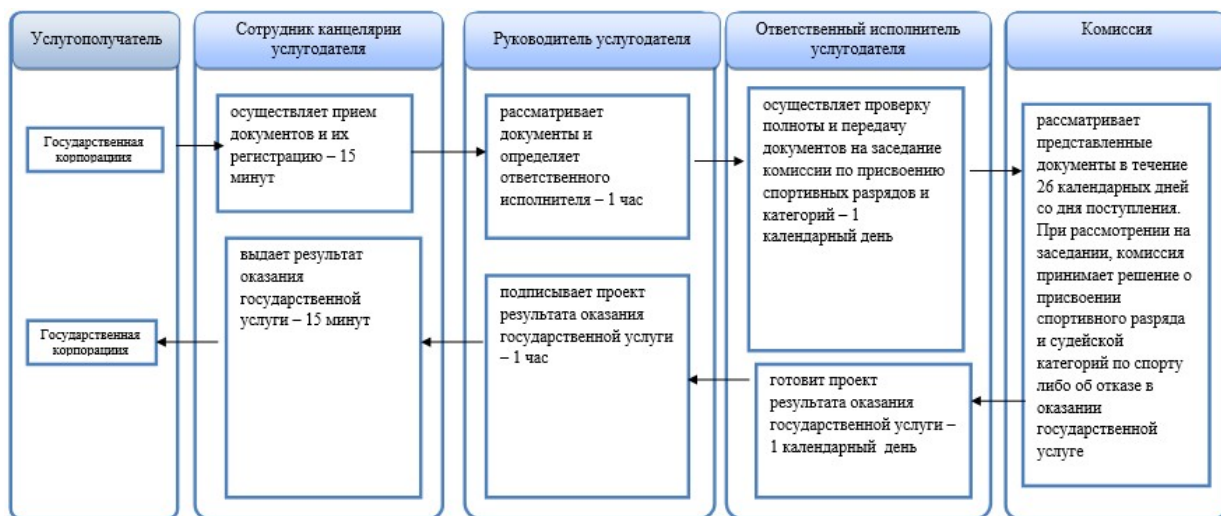 Услугополучатель
Сотрудник канцелярии
услугодателя
Руководитель услугодателя
Ответственный исполнитель
услугодателя
Комиссия
Государственная
корпорациия
осуществляет прием
документов и их
регистрацию – 15
минут
рассматривает
документы и
определяет
ответственного
исполнителя – 1 час
осуществляет проверку
полноты и передачу
документов на заседание
комиссии по присвоению
спортивных разрядов и
категорий – 1
календарный день
рассматривает
представленные
документы в течение
26 календарных дней
со дня поступления.
При рассмотрении на
заседании, комиссия
принимает решение о
присвоении
спортивного разряда
и судейской
категорий по спорту
либо об отказе в
оказании
государственной
услуге
готовит проект
результата оказания
государственной услуги –
1 календарный день
подписывает проект
результата оказания
государственной услуги
– 1 час
выдает результат
оказания
государственной
услуги – 15 минут
Государственная
корпорациия